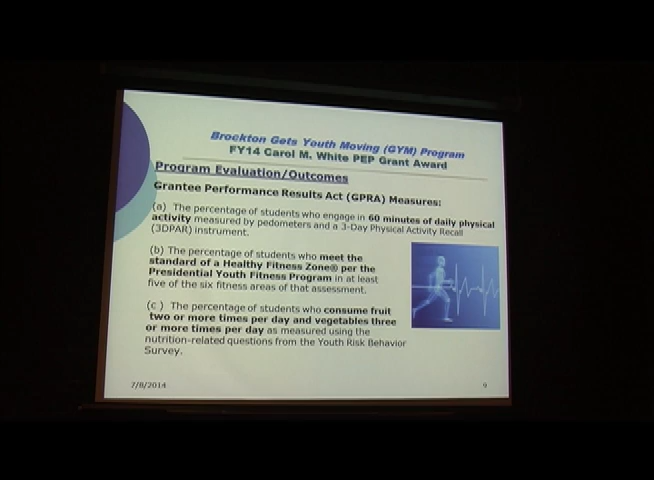 Brockton Gets Youth Moving (GYM) Program
FY14 Carol M. White PEP Grant Award
Program Evaluation/Outcomes
Grantee Performance Results Act (GPRA) Measures:
(a) The percentage of students who engage in 60 minutes of daily physical
activity measured by pedometers and a 3-Day Physical Activity Recall
(3DPAR) instrument.
(b) The percentage of students who meet the
standard of a Healthy Fitness Zone® per the
Presidential Youth Fitness Program in at least
five of the six fitness areas of that assessment.
(c ) The percentage of students who consume fruit
two or more times per day and vegetables three
or more times per day as measured using the
nutrition-related questions from the Youth Risk Behavior
Survey.
7/8/2014
9